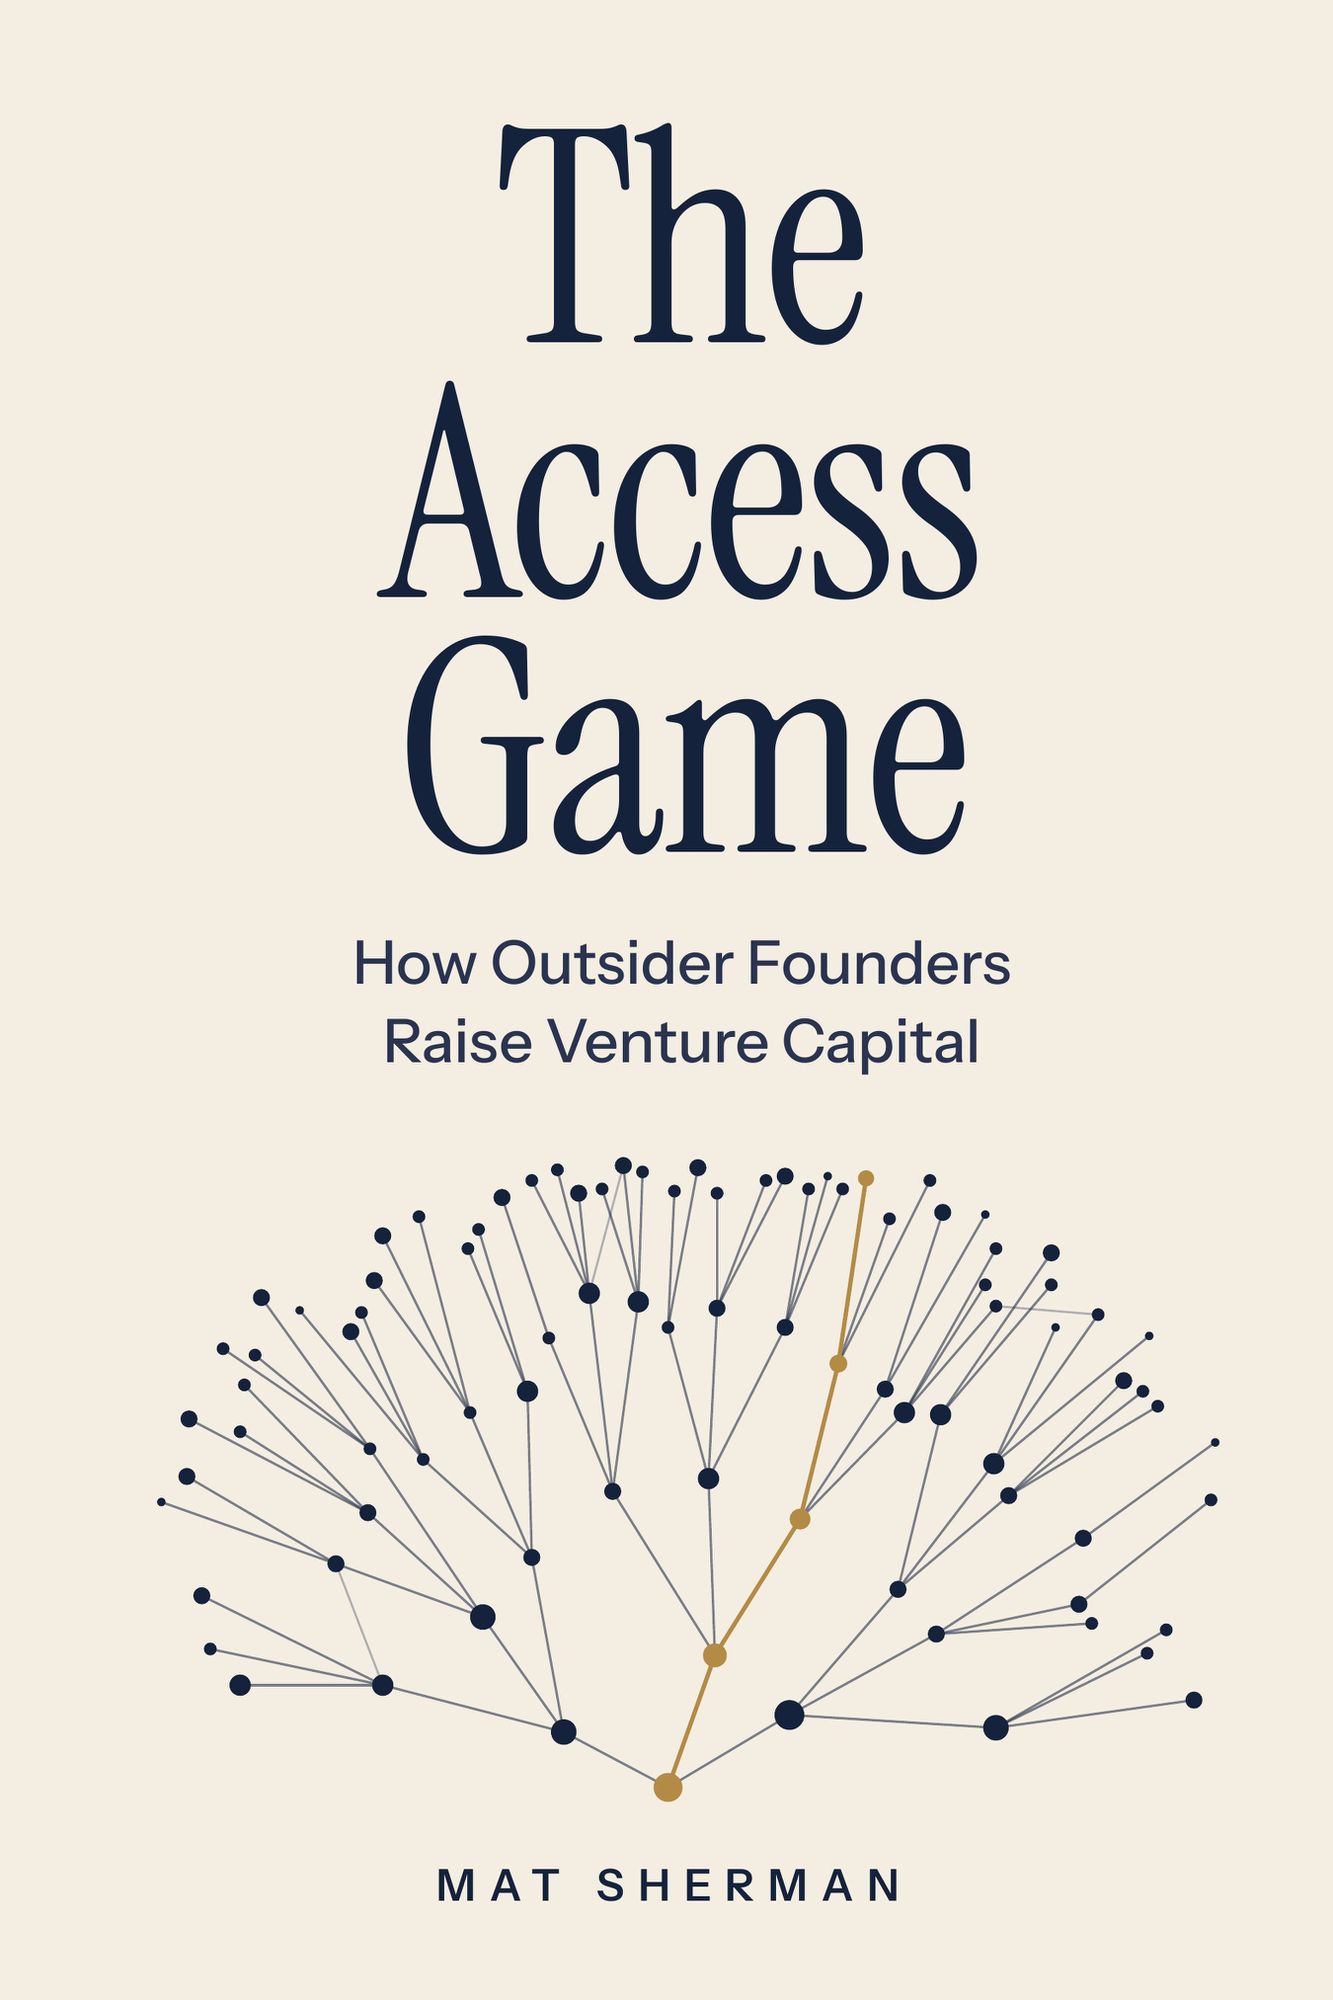 The
Access
Game
How Outsider Founders
Raise Venture Capital
MAT SHERMAN